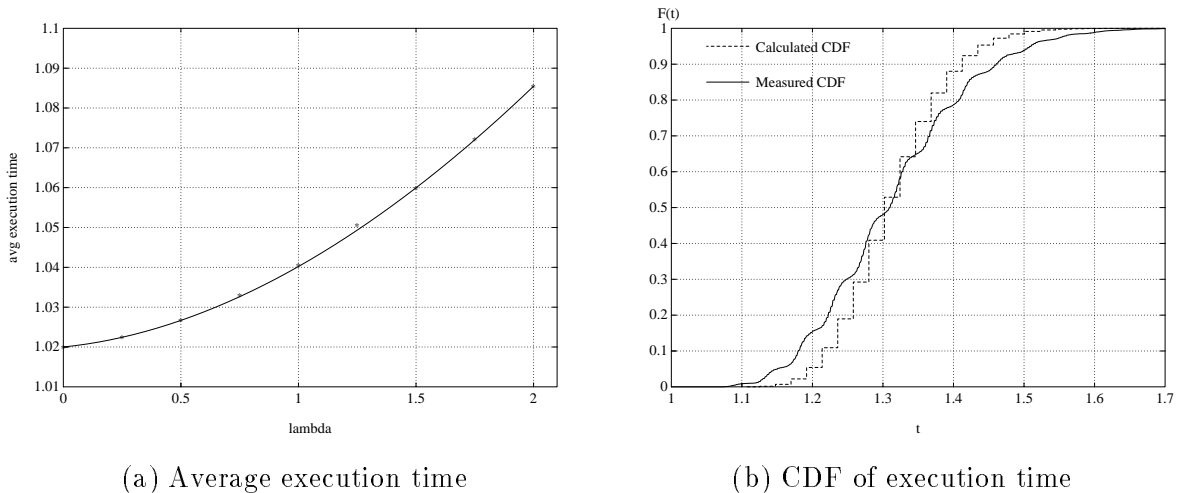 1.1
1.09
1.08
1.07
1.06
1.05
1.04
1.03
1.02
1.01
avg execution time
0 0.5 1 1.5 2
lambda
(a) Average execution time
F(t)
1
0.9
0.8
0.7
0.6
0.5
0.4
0.3
0.2
0.1
0
Calculated CDF
Measured CDF
1 1.1 1.2 1.3 1.4 1.5 1.6 1.7
t
(b) CDF of execution time